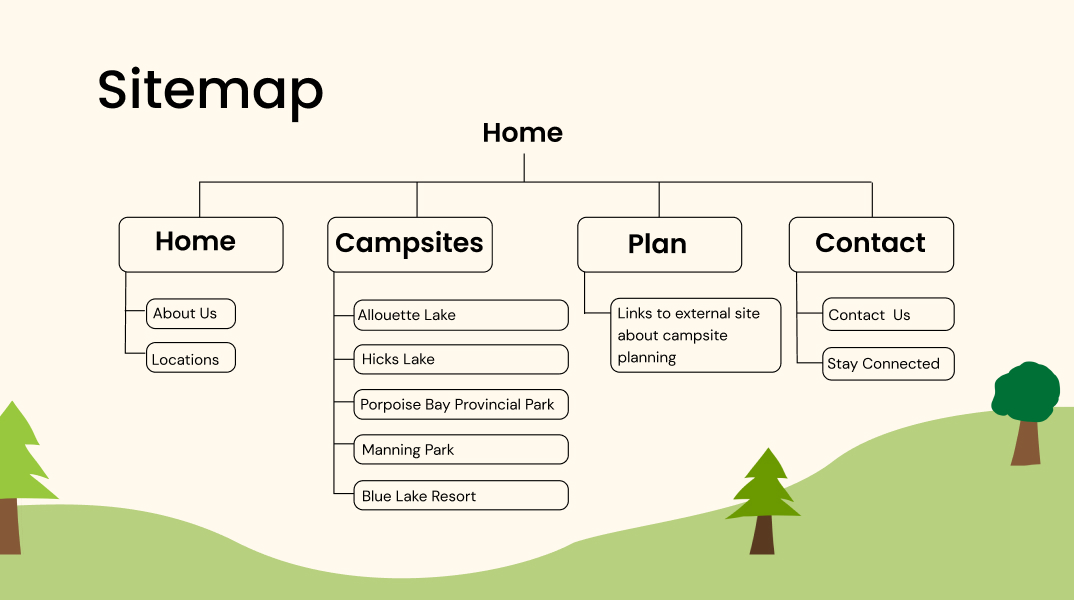 Sitemap
Home
Home
Campsites
Plan
Contact
About Us
Locations
Allouette Lake
Hicks Lake
Porpoise Bay Provincial Park
Manning Park
Blue Lake Resort
Links to external site
about campsite
planning
Contact  Us
Stay Connected